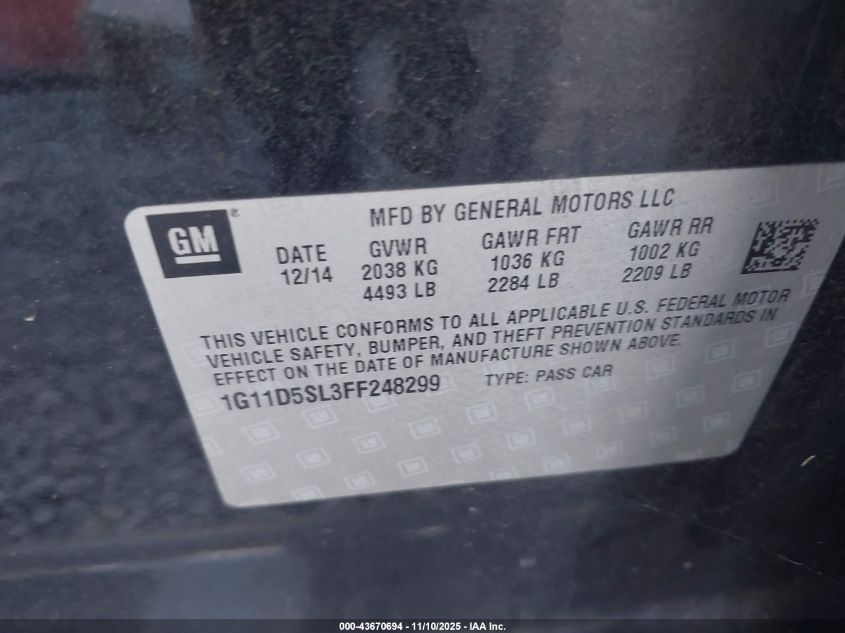 MFD BY GENERAL MOTORS LLC
GM®
DATE GVWR GAWR FRT GAWR RR
12/14 2038 KG 1036 KG 1002 KG
4493 LB 2284 LB 2209 LB
THIS VEHICLE CONFORMS TO ALL APPLICABLE U.S. FEDERAL MOTOR
VEHICLE SAFETY, BUMPER, AND THEFT PREVENTION STANDARDS IN
EFFECT ON THE DATE OF MANUFACTURE SHOWN ABOVE.
1G11D5SL3FF248299 TYPE: PASS CAR
000-43670694 - 11/10/2025 - IAA Inc.